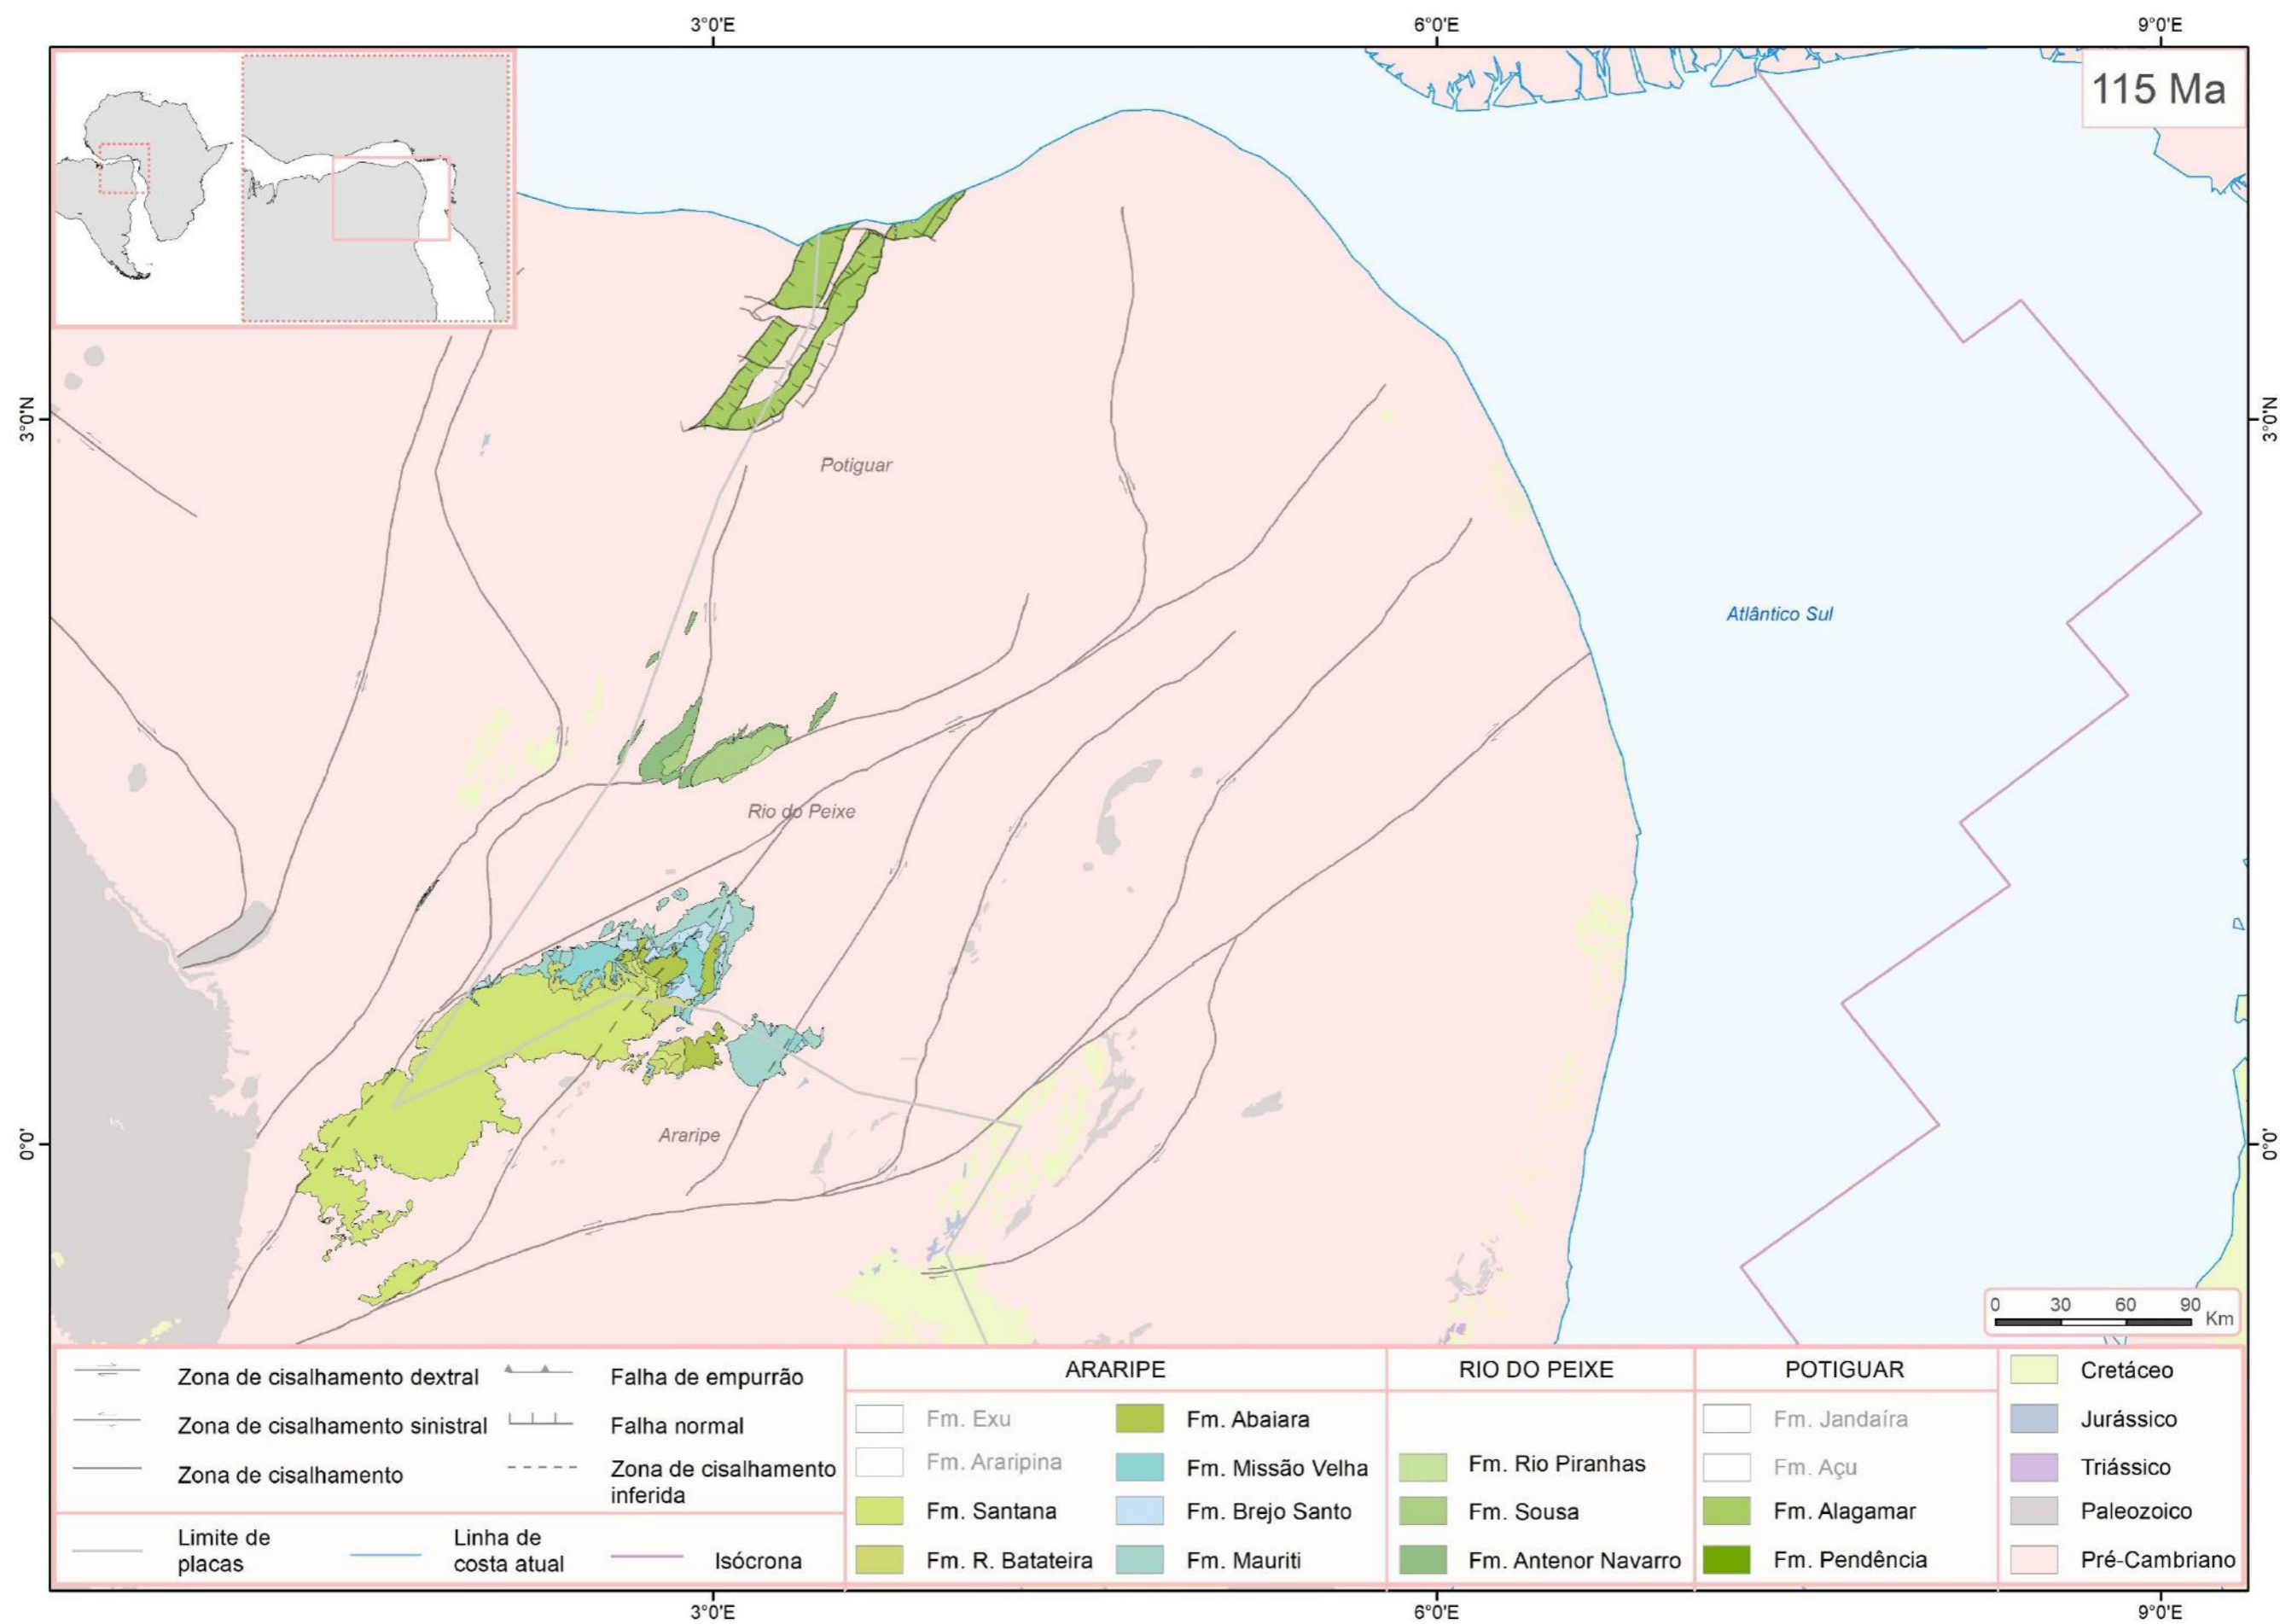 3°0'E
6°0'E
9°0'E
115 Ma
3°0'N
3°0'N
Potiguar
Atlântico Sul
Rio do Peixe
Araripe
0°0'
0°0'
0 30 60 90 Km
Zona de cisalhamento dextral
Zona de cisalhamento sinistral
Zona de cisalhamento
Falha de empurrão
Falha normal
Zona de cisalhamento
inferida
Limite de
placas
Linha de
costa atual
Isócrona
ARARIPE
Fm. Exu
Fm. Araripina
Fm. Santana
Fm. R. Batateira
Fm. Abaiara
Fm. Missão Velha
Fm. Brejo Santo
Fm. Mauriti
RIO DO PEIXE
Fm. Rio Piranhas
Fm. Sousa
Fm. Antenor Navarro
POTIGUAR
Fm. Jandaíra
Fm. Açu
Fm. Alagamar
Fm. Pendência
Cretáceo
Jurássico
Triássico
Paleozoico
Pré-Cambriano
3°0'E
6°0'E
9°0'E